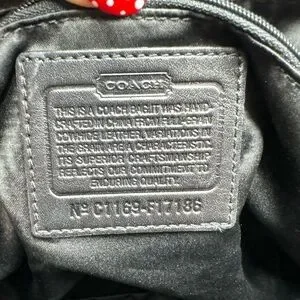 COACH
THIS IS A COACH BAG. IT WAS HAND-
CRAFTED IN CHINA FROM FULL-GRAIN
COWHIDE LEATHER. VARIATIONS IN
THE GRAIN ARE A CHARACTERISTIC.
ITS SUPERIOR CRAFTSMANSHIP
REFLECTS OUR COMMITMENT TO
ENDURING QUALITY.
Nº C1169-F17186